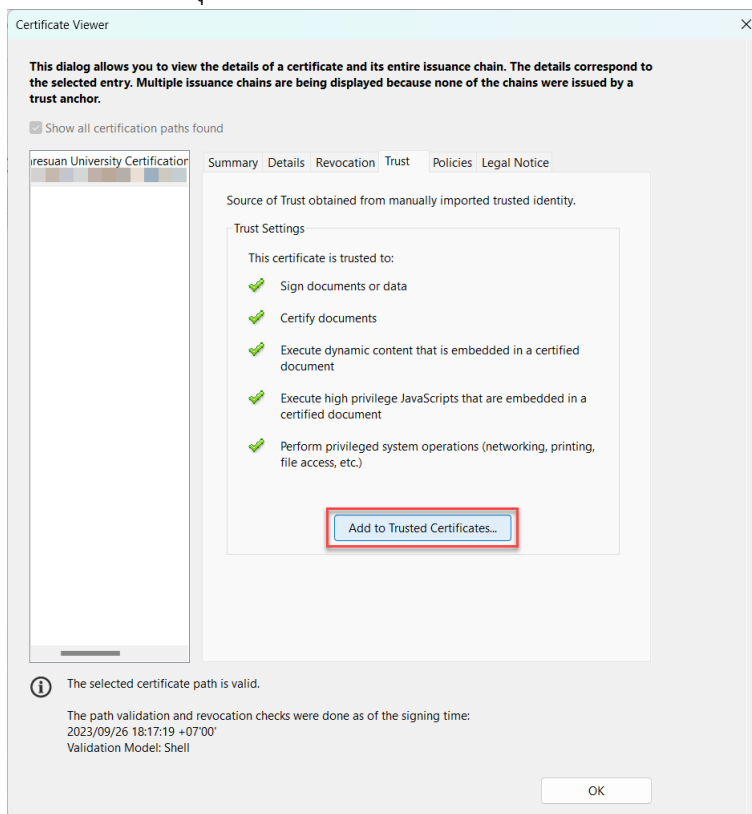 Certificate Viewer
This dialog allows you to view the details of a certificate and its entire issuance chain. The details correspond to
the selected entry. Multiple issuance chains are being displayed because none of the chains were issued by a
trust anchor.
Show all certification paths found
resuan University Certification
Summary Details Revocation Trust Policies Legal Notice
Source of Trust obtained from manually imported trusted identity.
Trust Settings
This certificate is trusted to:
Sign documents or data
Certify documents
Execute dynamic content that is embedded in a certified
document
Execute high privilege JavaScripts that are embedded in a
certified document
Perform privileged system operations (networking, printing,
file access, etc.)
Add to Trusted Certificates...
The selected certificate path is valid.
The path validation and revocation checks were done as of the signing time:
2023/09/26 18:17:19 +07'00'
Validation Model: Shell
OK